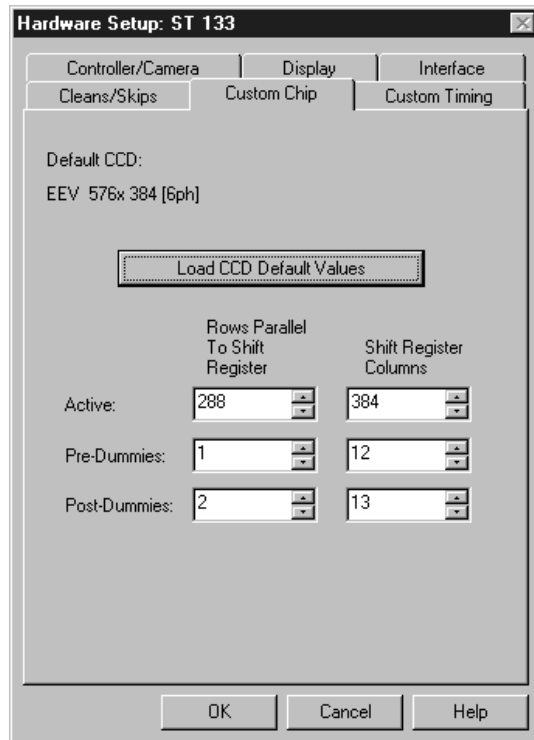 Hardware Setup: ST 133
Controller/Camera Display Interface
Cleans/Skips Custom Chip Custom Timing
Default CCD:
EEV 576x 384 [6ph]
Load CCD Default Values
Rows Parallel
To Shift
Register
Shift Register
Columns
Active: 288 384
Pre-Dummies: 1 12
Post-Dummies: 2 13
OK Cancel Help